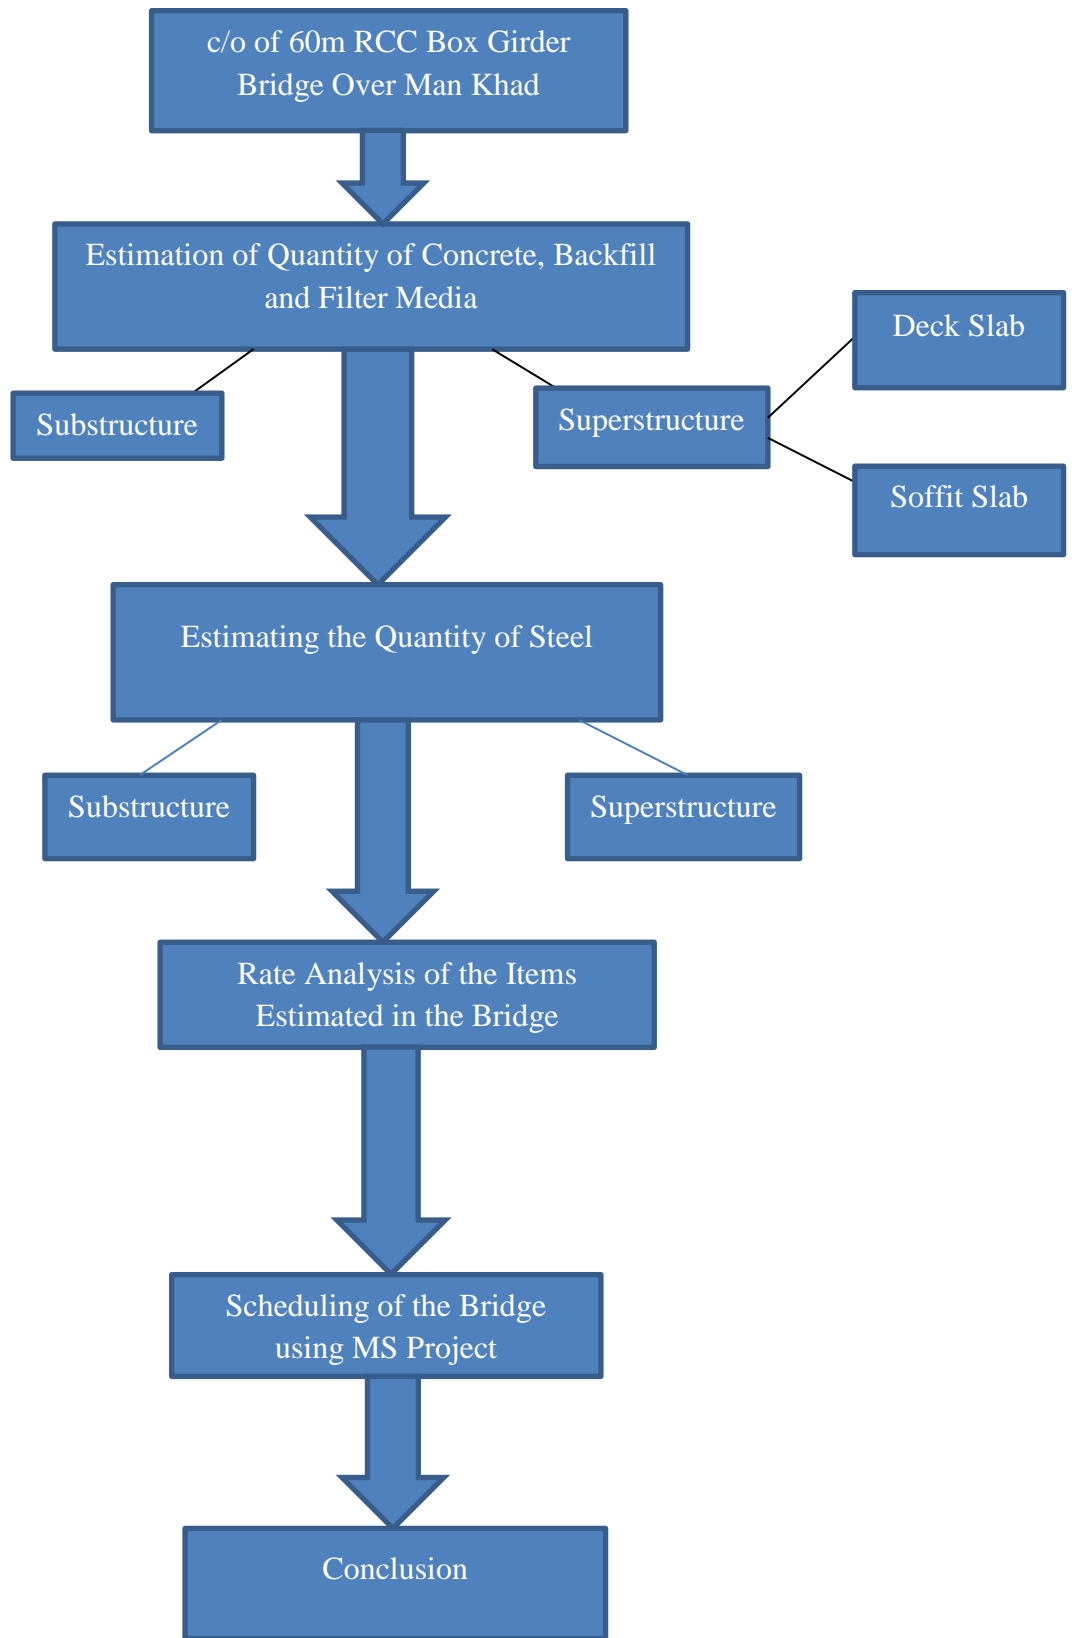 c/o of 60m RCC Box Girder
Bridge Over Man Khad
Estimation of Quantity of Concrete, Backfill
and Filter Media
Deck Slab
Substructure
Superstructure
Soffit Slab
Estimating the Quantity of Steel
Substructure
Superstructure
Rate Analysis of the Items
Estimated in the Bridge
Scheduling of the Bridge
using MS Project
Conclusion